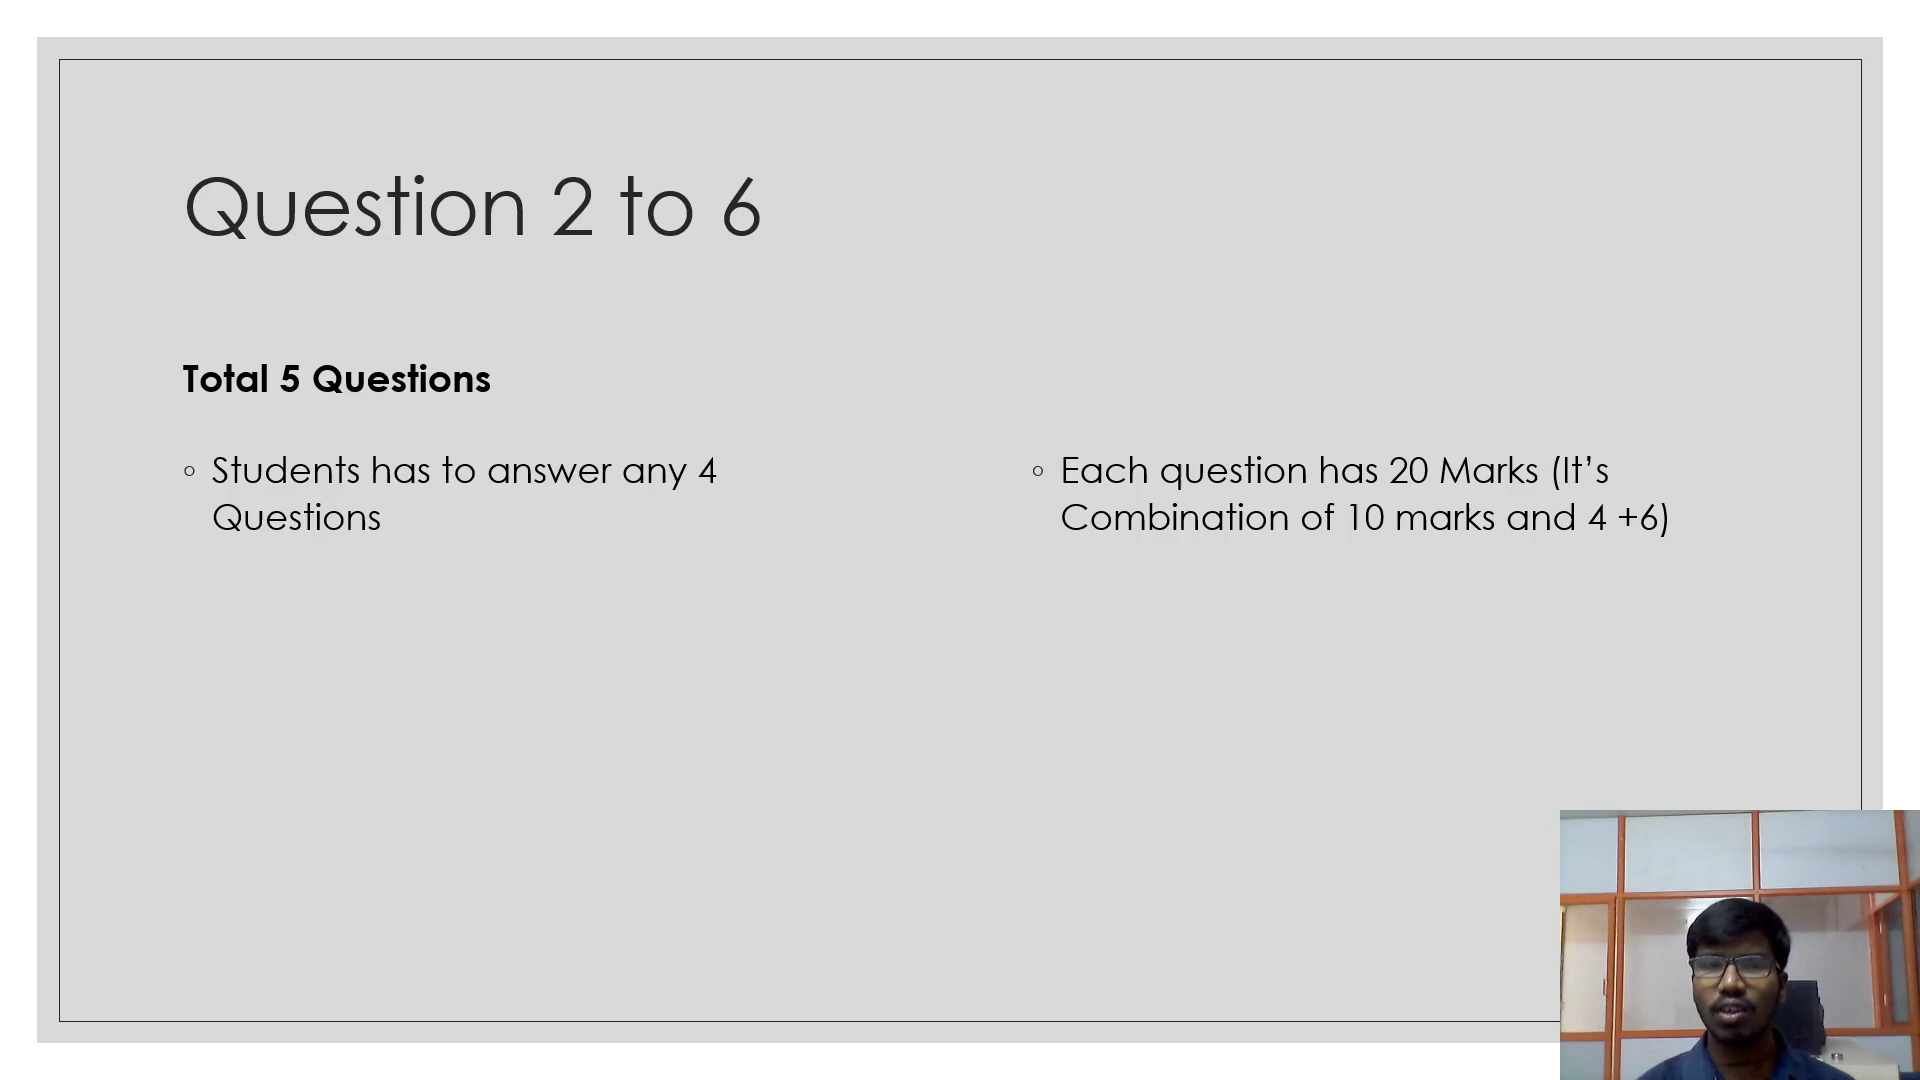 Question 2 to 6
Total 5 Questions
◦ Students has to answer any 4
Questions
◦ Each question has 20 Marks (It’s
Combination of 10 marks and 4 +6)